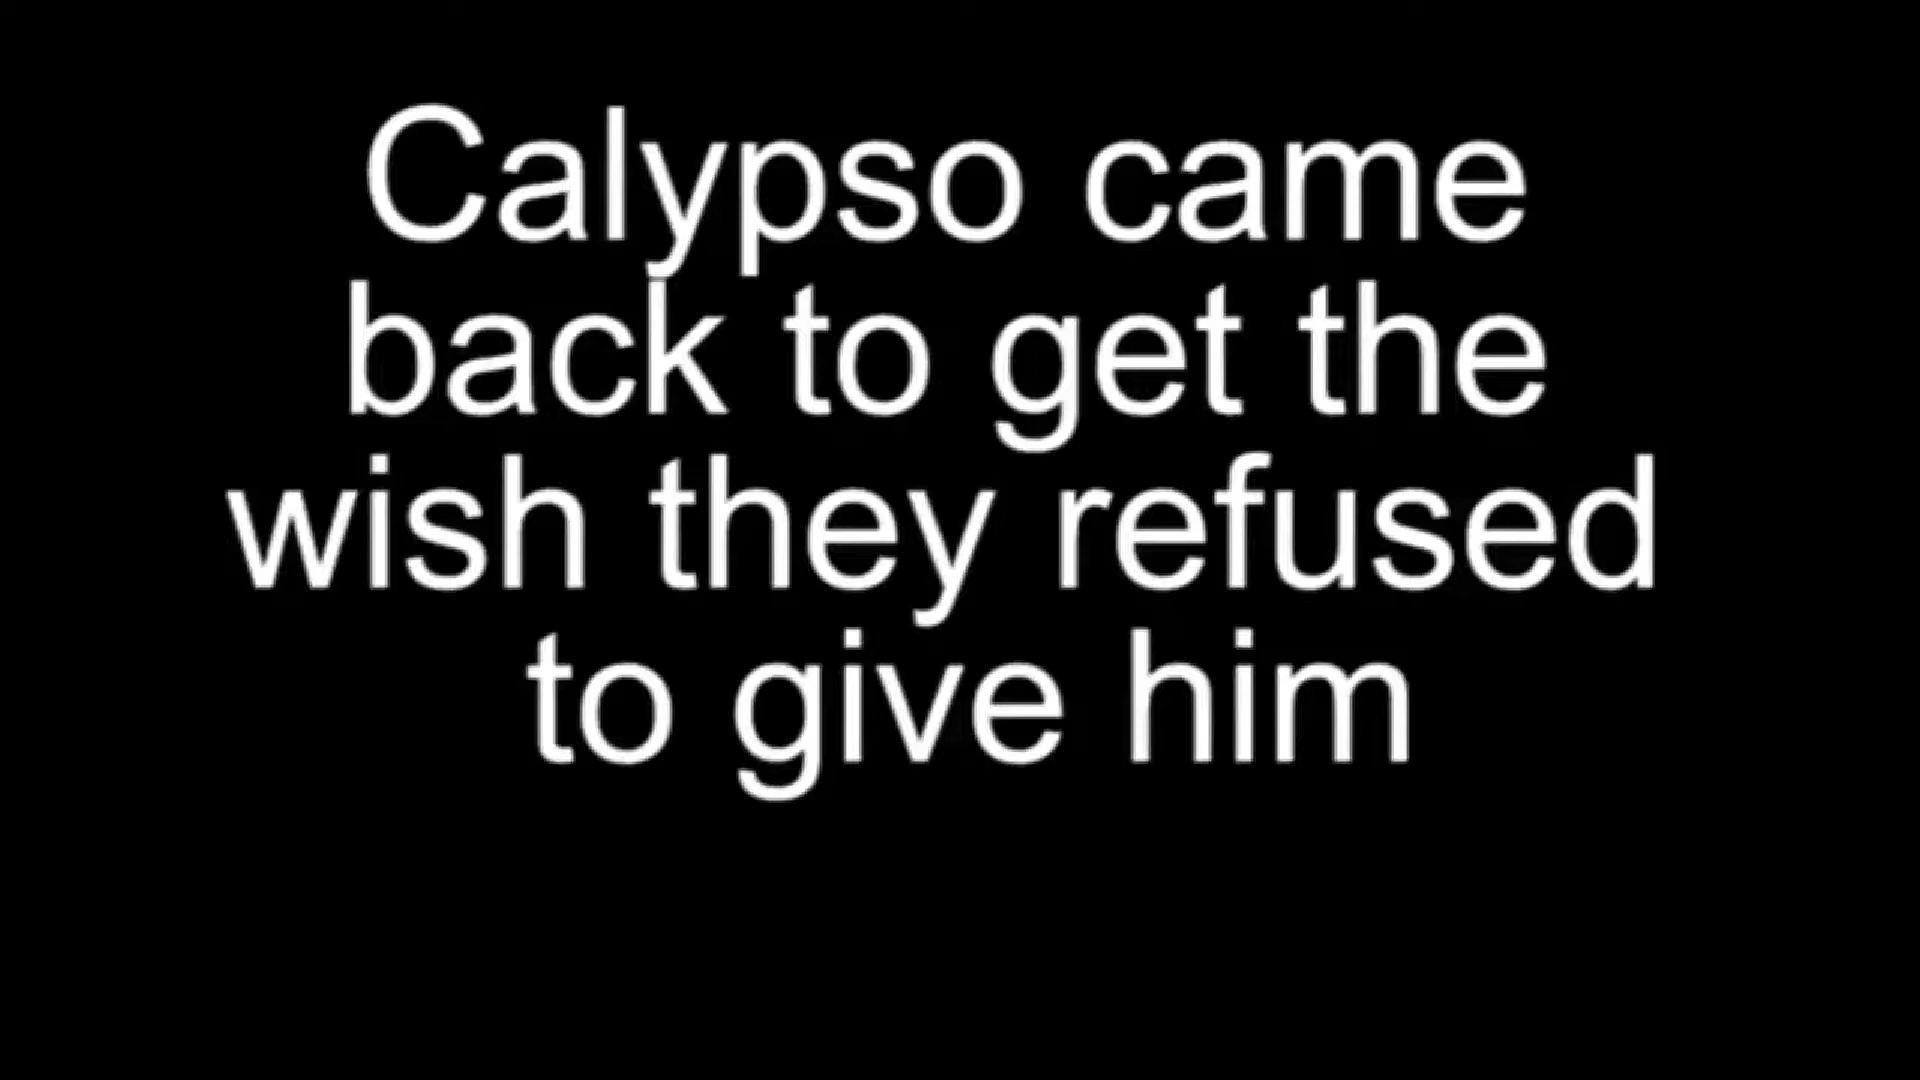 Calypso came
back to get the
wish they refused
to give him